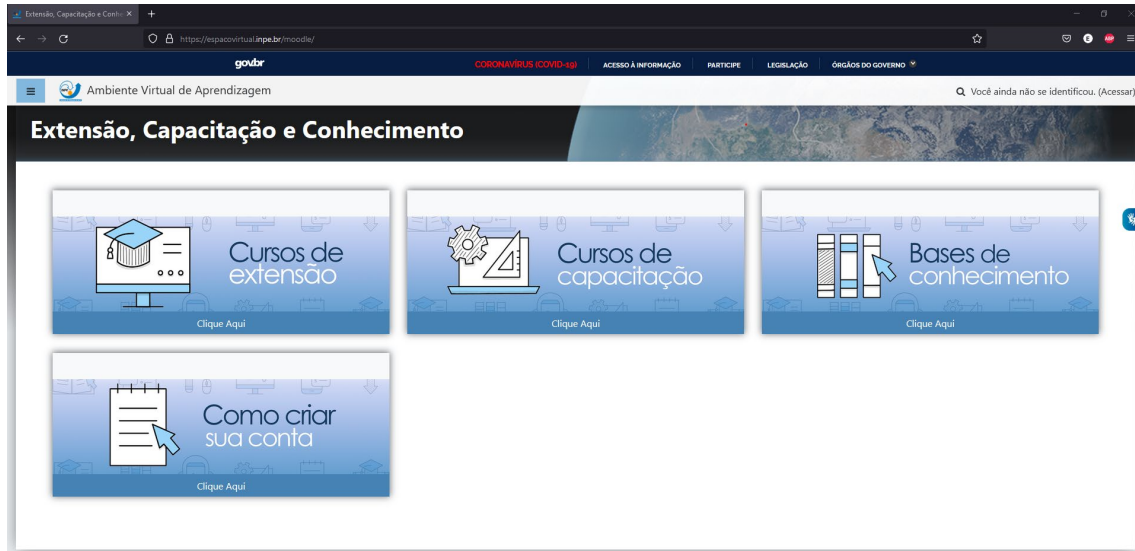 Extensão, Capacitação e Conhe
https://espacovirtual.inpe.br/moodle/
gov.br
CORONAVÍRUS (COVID-19)
ACESSO À INFORMAÇÃO
PARTICIPE
LEGISLAÇÃO
ÓRGÃOS DO GOVERNO
Ambiente Virtual de Aprendizagem
Você ainda não se identificou. (Acessar)
Extensão, Capacitação e Conhecimento
Cursos de
extensão
Clique Aqui
Cursos de
capacitação
Clique Aqui
Bases de
conhecimento
Clique Aqui
Como criar
sua conta
Clique Aqui